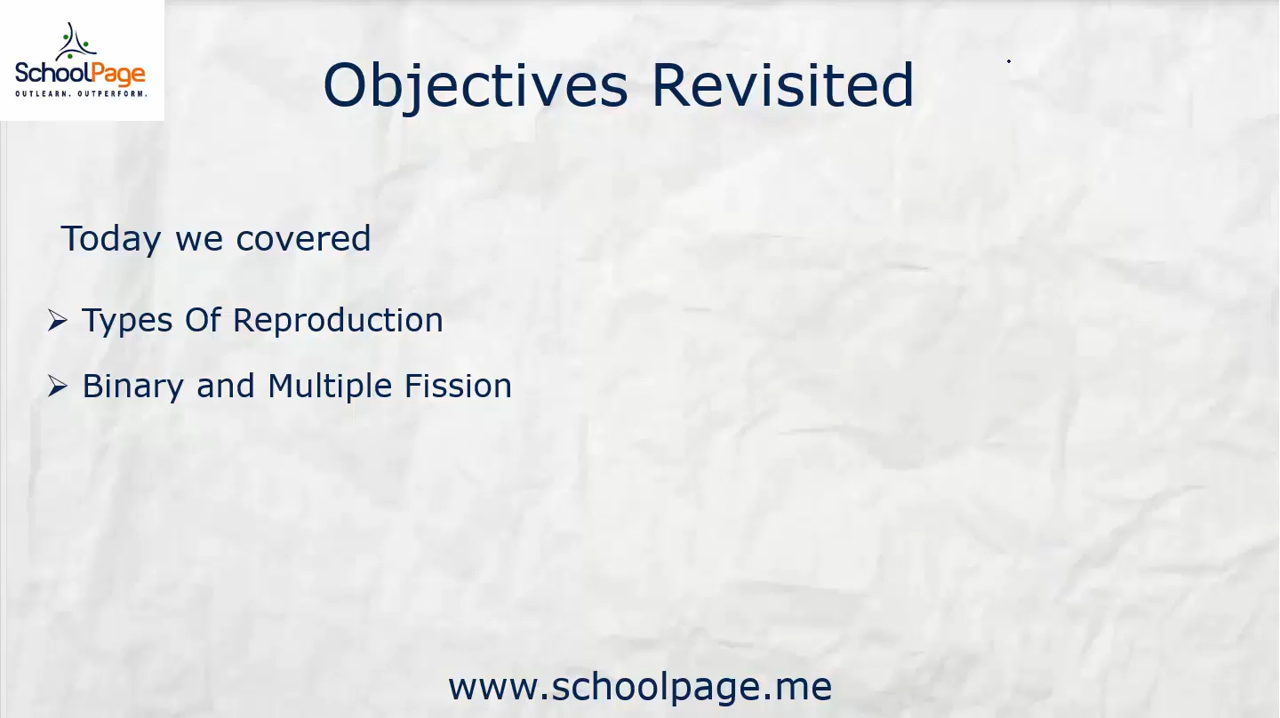 SchoolPage
OUTLEARN. OUTPERFORM.
Objectives Revisited
Today we covered
➢ Types Of Reproduction
➢ Binary and Multiple Fission
www.schoolpage.me